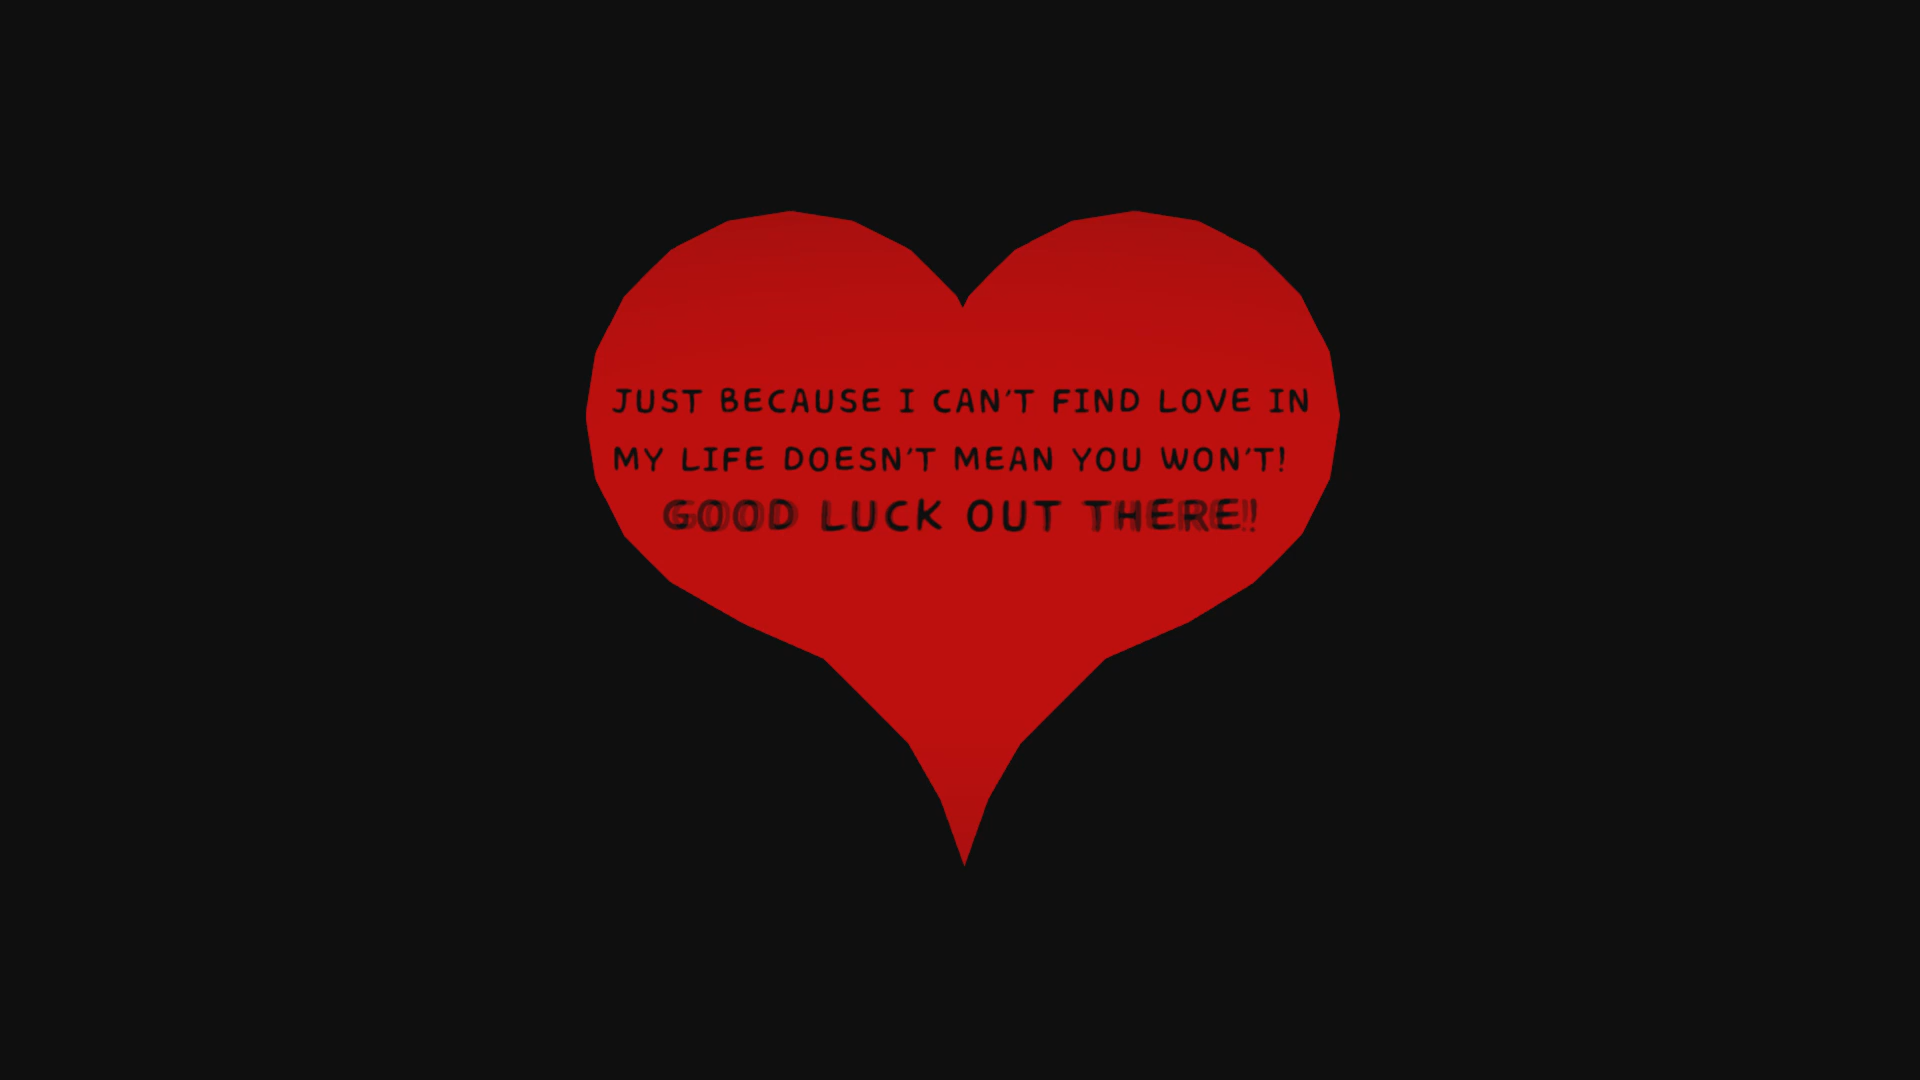 JUST BECAUSE I CAN'T FIND LOVE IN
MY LIFE DOESN'T MEAN YOU WON'T!
GOOD LUCK OUT THERE!!